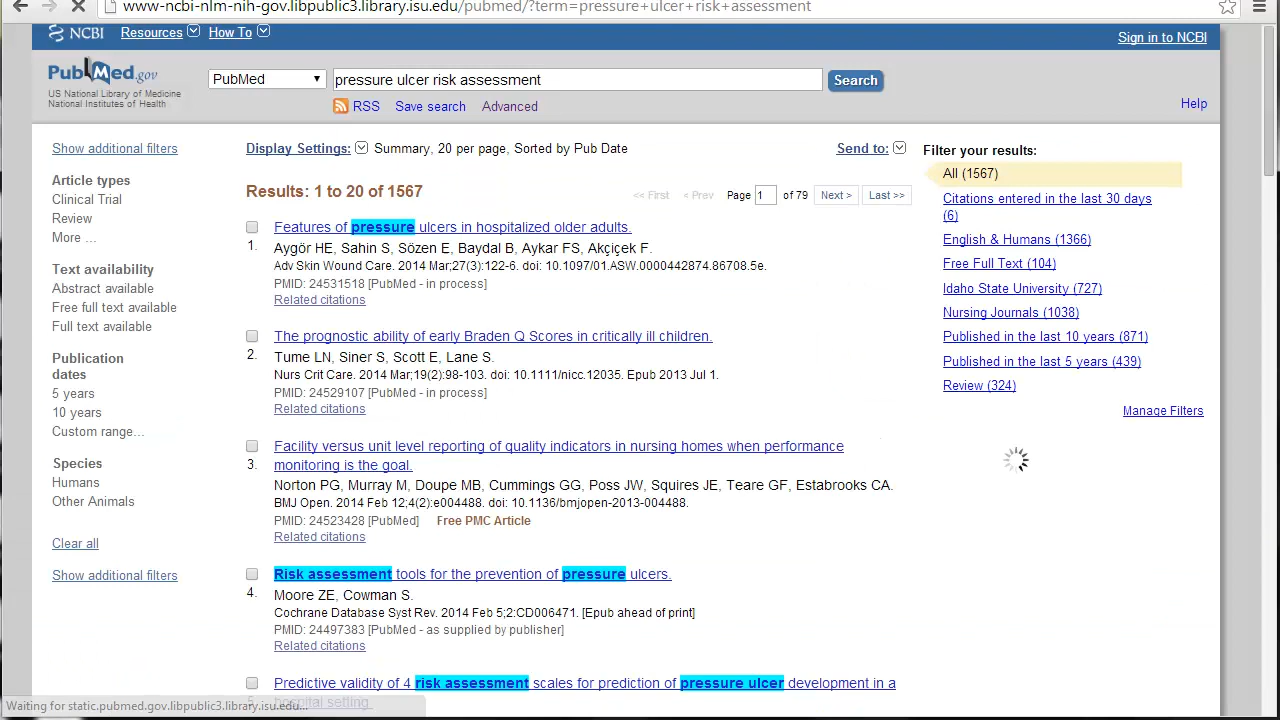 www-ncbi-nlm-nih-gov.libpublic3.library.isu.edu/pubmed/?term=pressure+ulcer+risk+assessment
NCBI Resources How To Sign in to NCBI
PubMed.gov
US National Library of Medicine
National Institutes of Health
PubMed
pressure ulcer risk assessment
Search
RSS Save search Advanced
Help
Show additional filters
Article types
Clinical Trial
Review
More ...
Text availability
Abstract available
Free full text available
Full text available
Publication
dates
5 years
10 years
Custom range...
Species
Humans
Other Animals
Clear all
Show additional filters
Display Settings: Summary, 20 per page, Sorted by Pub Date
Send to:
Results: 1 to 20 of 1567
<< First < Prev Page 1 of 79 Next > Last >>
Features of pressure ulcers in hospitalized older adults.
1. Aygör HE, Sahin S, Sözen E, Baydal B, Aykar FS, Akçiçek F.
Adv Skin Wound Care. 2014 Mar;27(3):122-6. doi: 10.1097/01.ASW.0000442874.86708.5e.
PMID: 24531518 [PubMed - in process]
Related citations
The prognostic ability of early Braden Q Scores in critically ill children.
2. Tume LN, Siner S, Scott E, Lane S.
Nurs Crit Care. 2014 Mar;19(2):98-103. doi: 10.1111/nicc.12035. Epub 2013 Jul 1.
PMID: 24529107 [PubMed - in process]
Related citations
Facility versus unit level reporting of quality indicators in nursing homes when performance
3. monitoring is the goal.
Norton PG, Murray M, Doupe MB, Cummings GG, Poss JW, Squires JE, Teare GF, Estabrooks CA.
BMJ Open. 2014 Feb 12;4(2):e004488. doi: 10.1136/bmjopen-2013-004488.
PMID: 24523428 [PubMed] Free PMC Article
Related citations
Risk assessment tools for the prevention of pressure ulcers.
4. Moore ZE, Cowman S.
Cochrane Database Syst Rev. 2014 Feb 5;2:CD006471. [Epub ahead of print]
PMID: 24497383 [PubMed - as supplied by publisher]
Related citations
Predictive validity of 4 risk assessment scales for prediction of pressure ulcer development in a
5. hospital setting.
Filter your results:
All (1567)
Citations entered in the last 30 days
(6)
English & Humans (1366)
Free Full Text (104)
Idaho State University (727)
Nursing Journals (1038)
Published in the last 10 years (871)
Published in the last 5 years (439)
Review (324)
Manage Filters
Waiting for static.pubmed.gov.libpublic3.library.isu.edu...